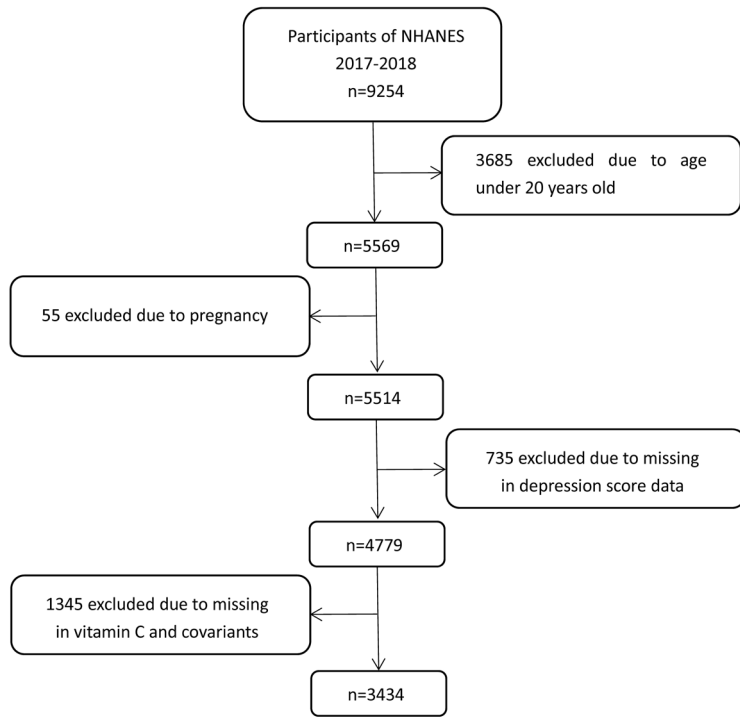 Participants of NHANES
2017-2018
n=9254
3685 excluded due to age
under 20 years old
n=5569
55 excluded due to pregnancy
n=5514
735 excluded due to missing
in depression score data
n=4779
1345 excluded due to missing
in vitamin C and covariants
n=3434